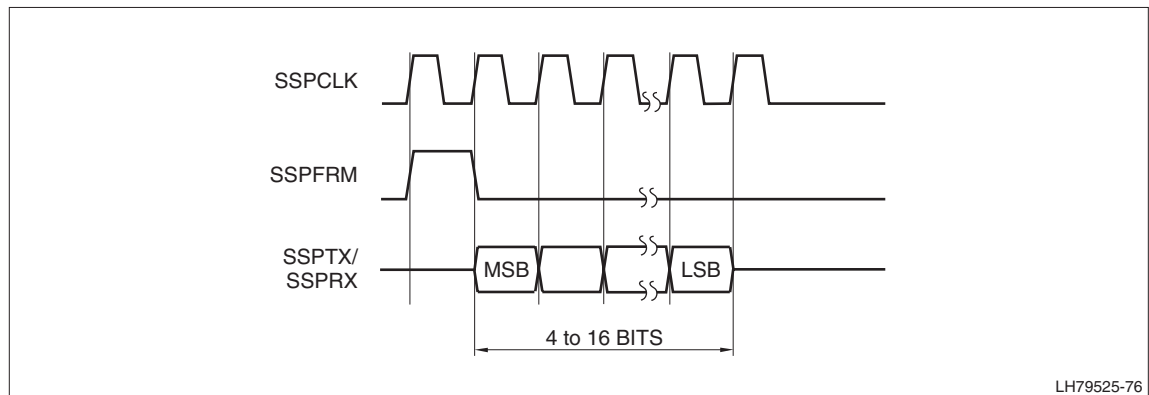 SSPCLK
SSPFRM
SSPTX/
SSPRX
MSB
LSB
4 to 16 BITS
LH79525-76